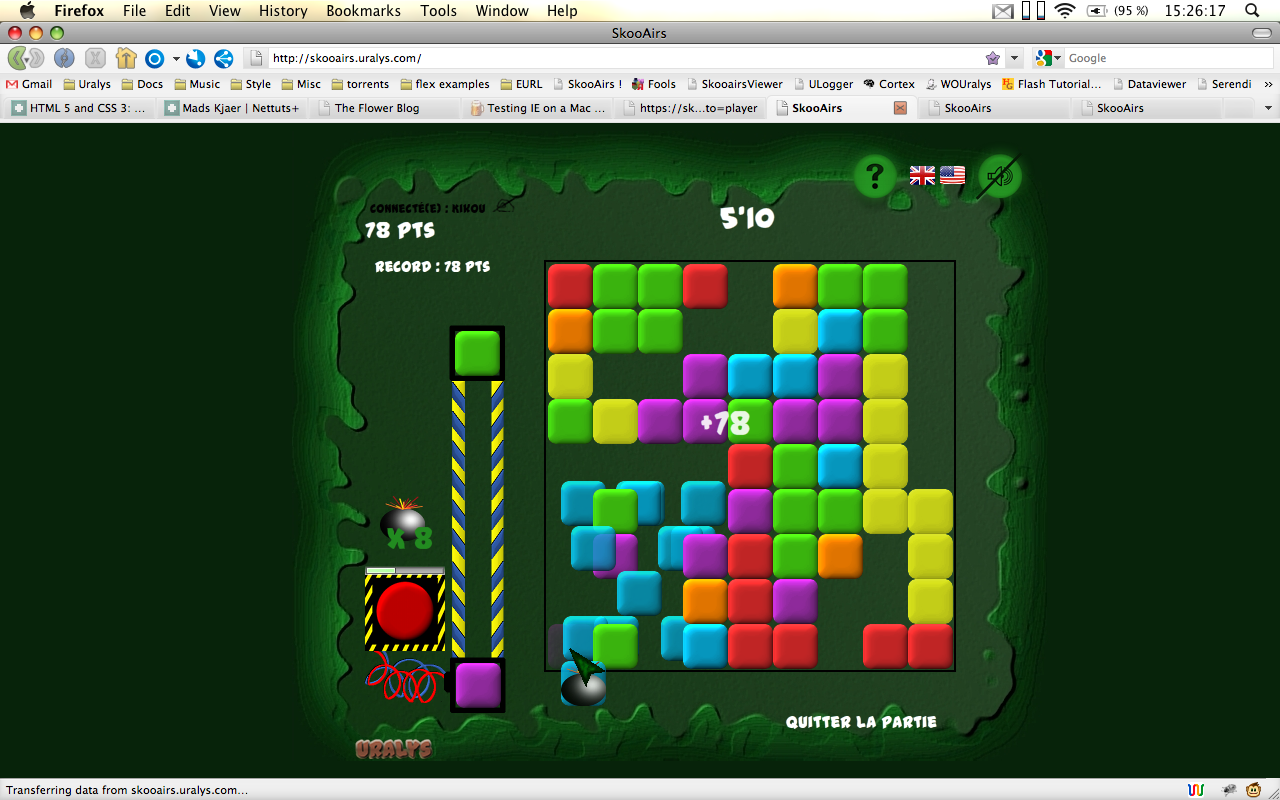 Firefox File Edit View History Bookmarks Tools Window Help (95 %) 15:26:17
SkooAirs
http://skooairs.uralys.com/ Google
Gmail Uralys Docs Music Style Misc torrents flex examples EURL SkooAirs ! Fools SkooairsViewer ULogger Cortex WOUralys Flash Tutorial... Dataviewer Serendi »
HTML 5 and CSS 3: ... Mads Kjaer | Nettuts+ The Flower Blog Testing IE on a Mac ... https://sk...to=player SkooAirs SkooAirs SkooAirs
?
CONNECTÉ(E) : KIKOU
78 PTS
5'10
RECORD : 78 PTS
+78
X 8
QUITTER LA PARTIE
URALYS
Transferring data from skooairs.uralys.com...